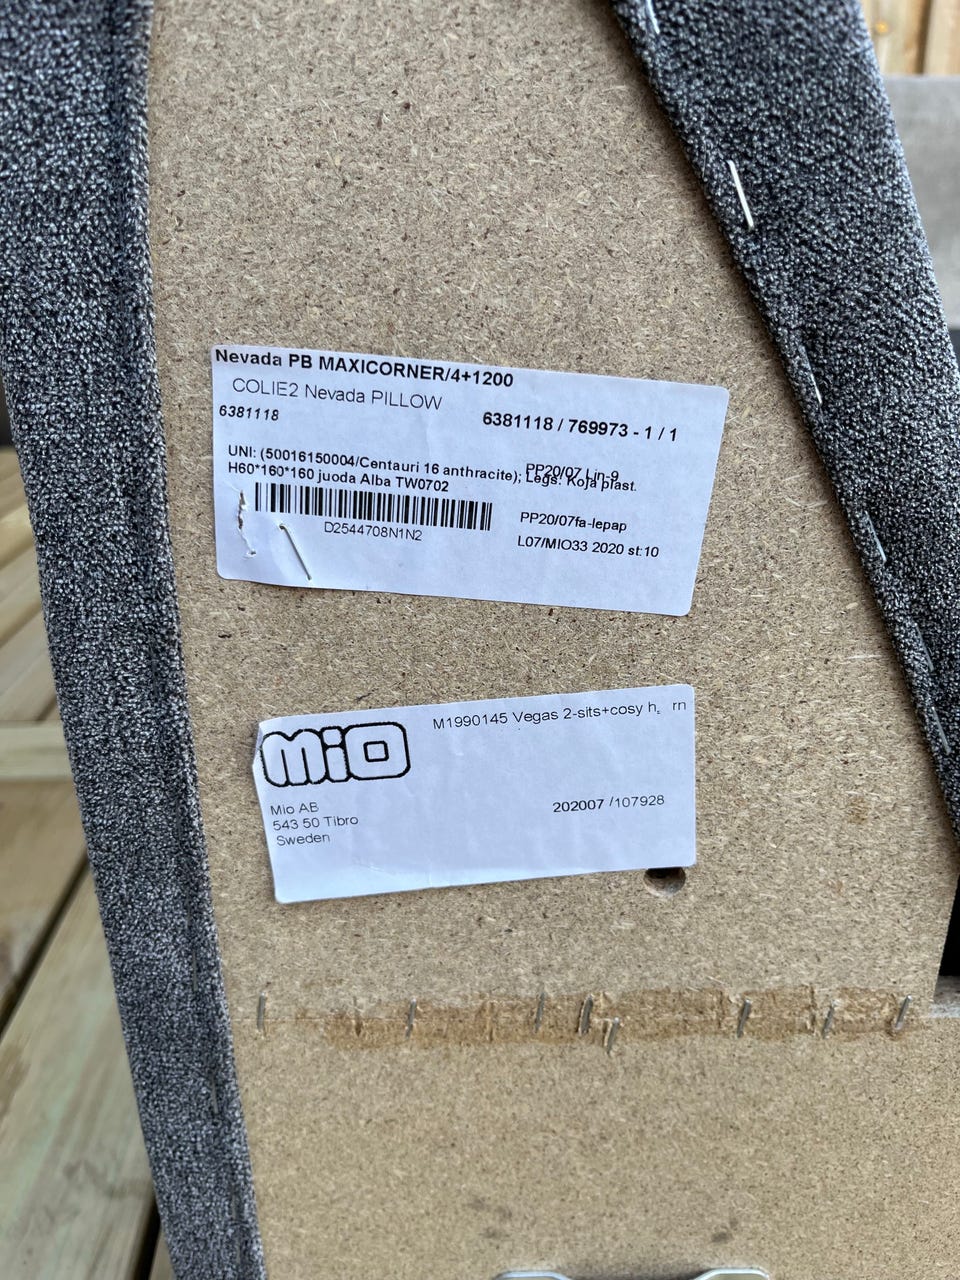 Nevada PB MAXICORNER/4+1200
COLIE2 Nevada PILLOW
6381118
6381118 / 769973 - 1 / 1
UNI: (50016150004/Centauri 16 anthracite); Legs: Koja plast.
PP20/07 Lin-9
H60*160*160 juoda Alba TW0702
D2544708N1N2
PP20/07fa-lepap
L07/MIO33 2020 st:10
MIO
M1990145 Vegas 2-sits+cosy
Mio AB
543 50 Tibro
Sweden
202007 /107928